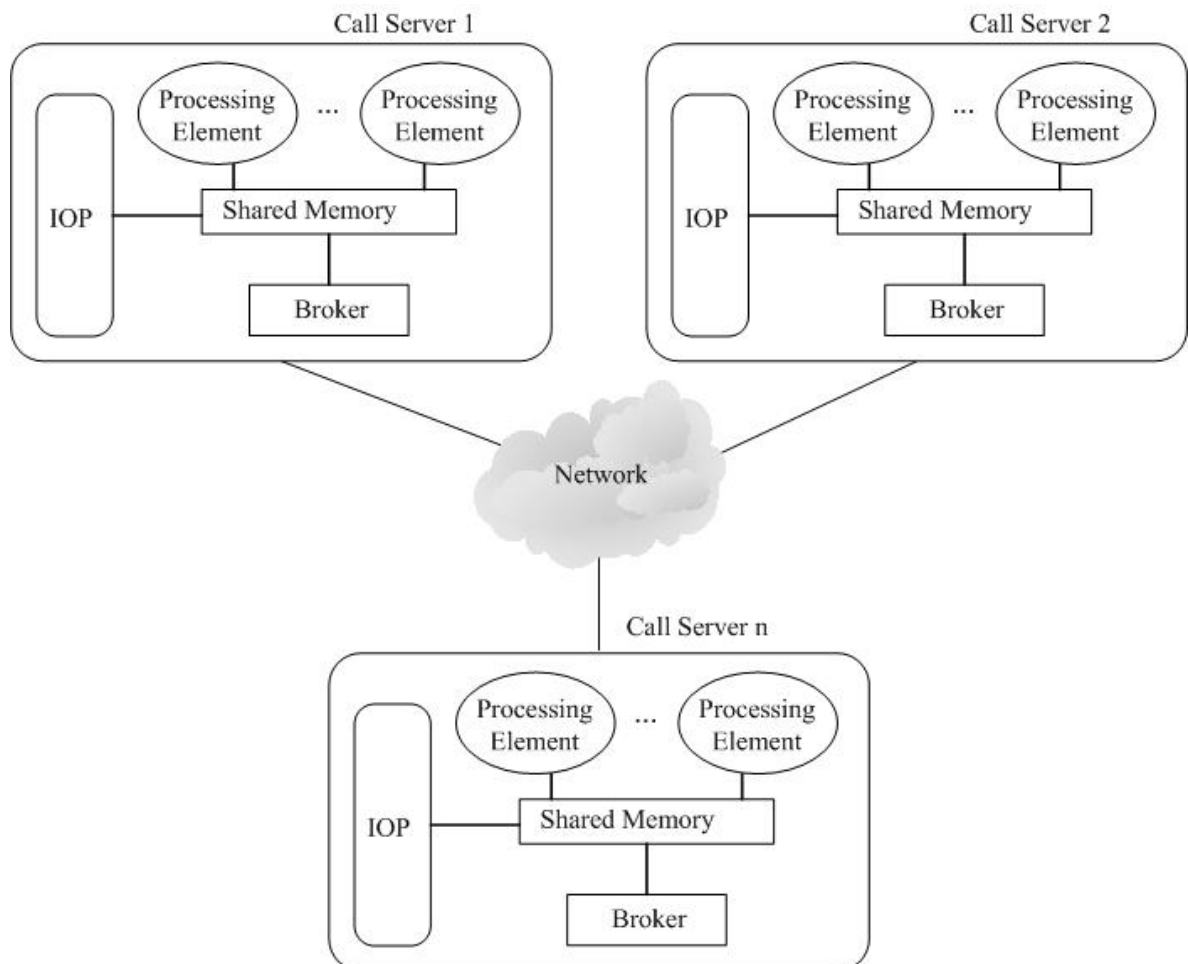 Call Server 1
Processing
Element
...
Processing
Element
IOP
Shared Memory
Broker
Call Server 2
Processing
Element
...
Processing
Element
IOP
Shared Memory
Broker
Network
Call Server n
Processing
Element
...
Processing
Element
IOP
Shared Memory
Broker